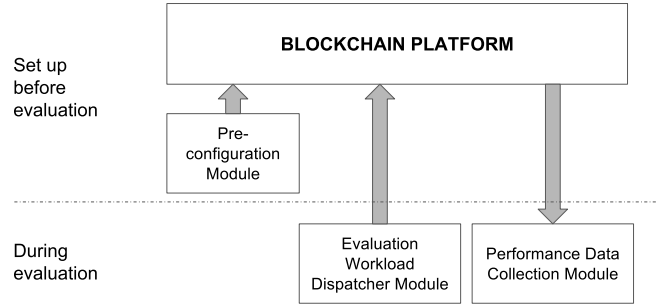 BLOCKCHAIN PLATFORM
Set up
before
evaluation
Pre-
configuration
Module
During
evaluation
Evaluation
Workload
Dispatcher Module
Performance Data
Collection Module